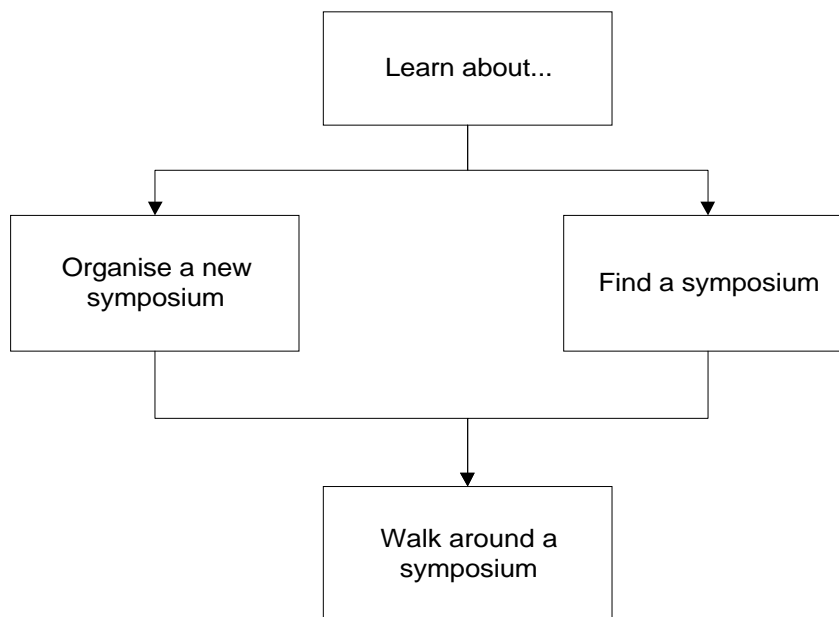 Learn about...
Organise a new
symposium
Find a symposium
Walk around a
symposium